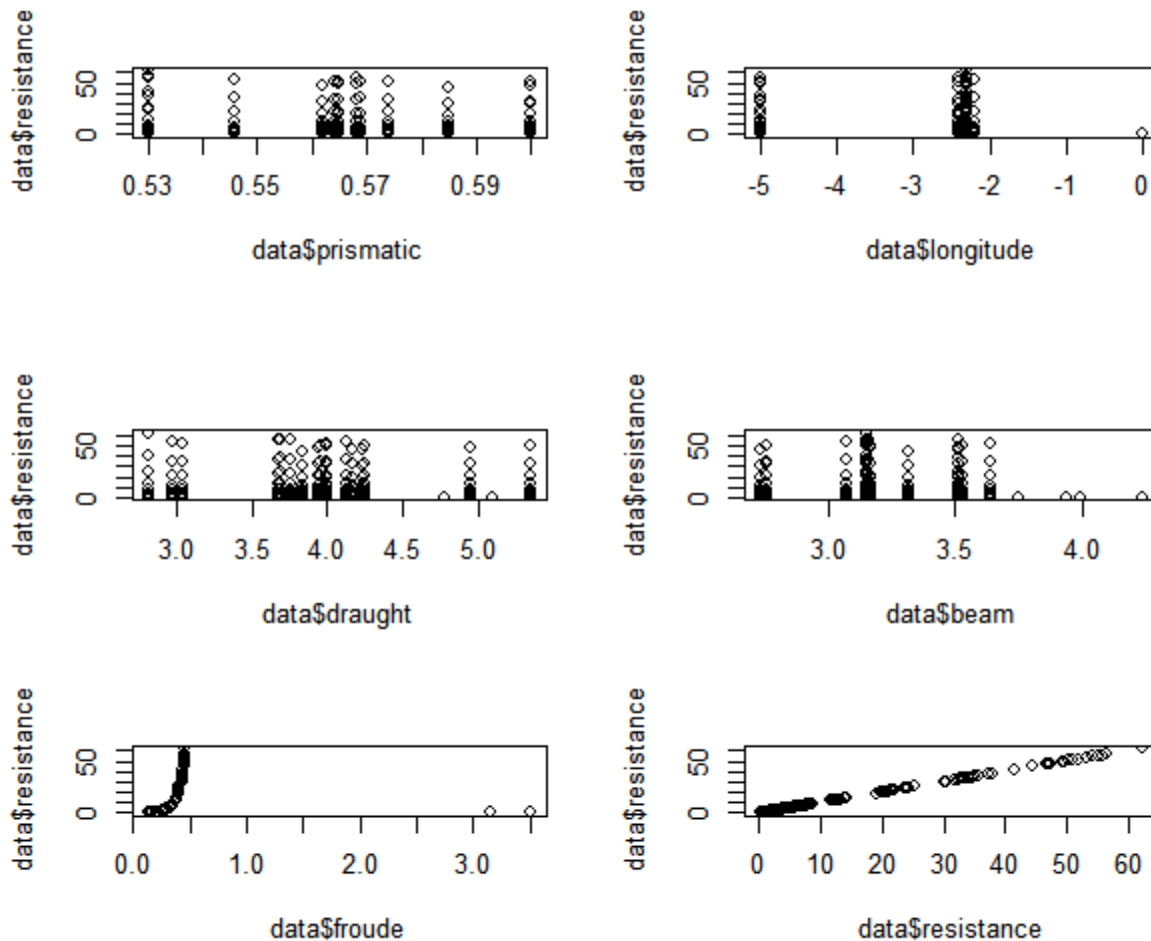 data$resistance
50
0
0.53 0.55 0.57 0.59
data$prismatic
data$resistance
50
0
-5 -4 -3 -2 -1 0
data$longitude
data$resistance
50
0
3.0 3.5 4.0 4.5 5.0
data$draught
data$resistance
50
0
3.0 3.5 4.0
data$beam
data$resistance
50
0
0.0 1.0 2.0 3.0
data$froude
data$resistance
50
0
0 10 20 30 40 50 60
data$resistance